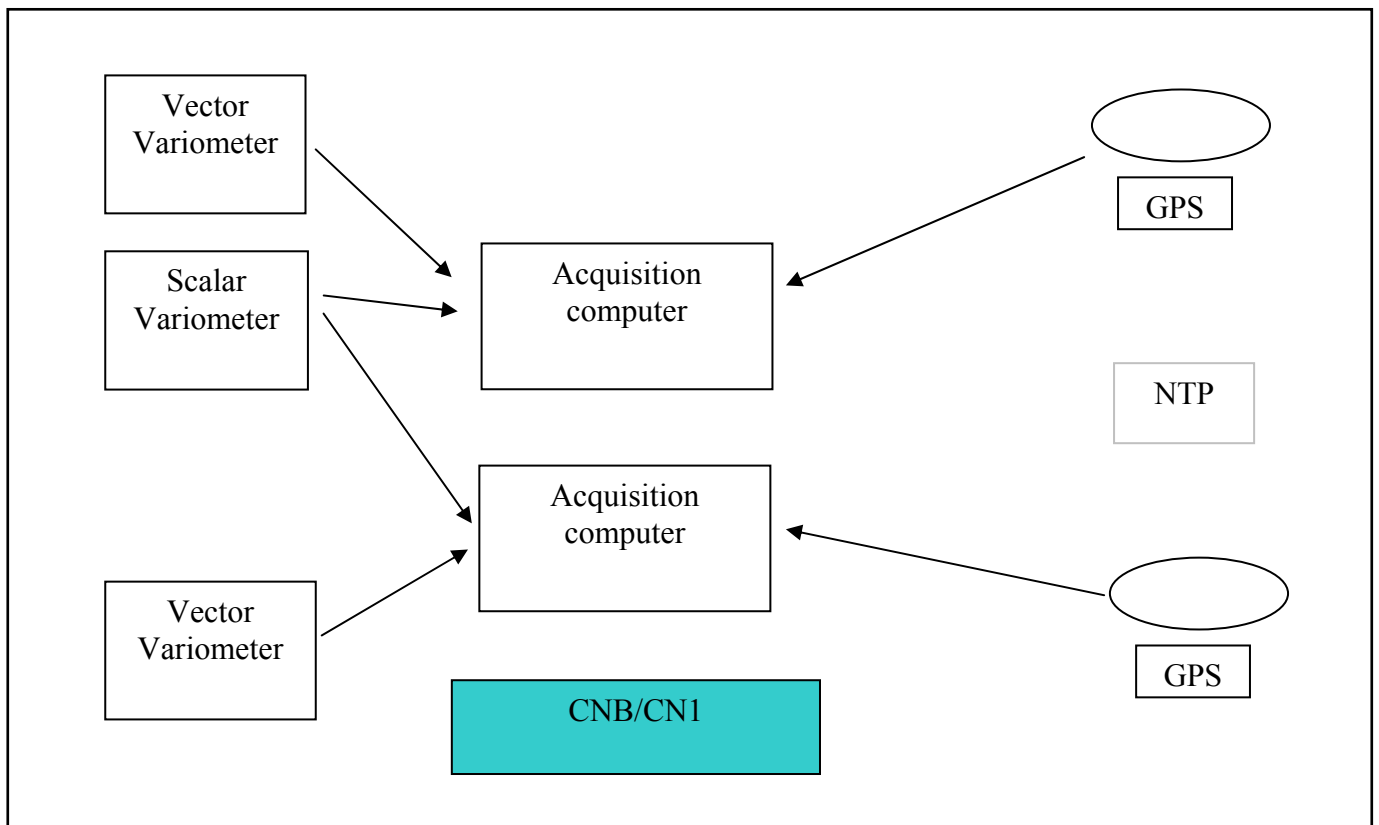 Vector
Variometer
Scalar
Variometer
Vector
Variometer
Acquisition
computer
Acquisition
computer
CNB/CN1
GPS
NTP
GPS